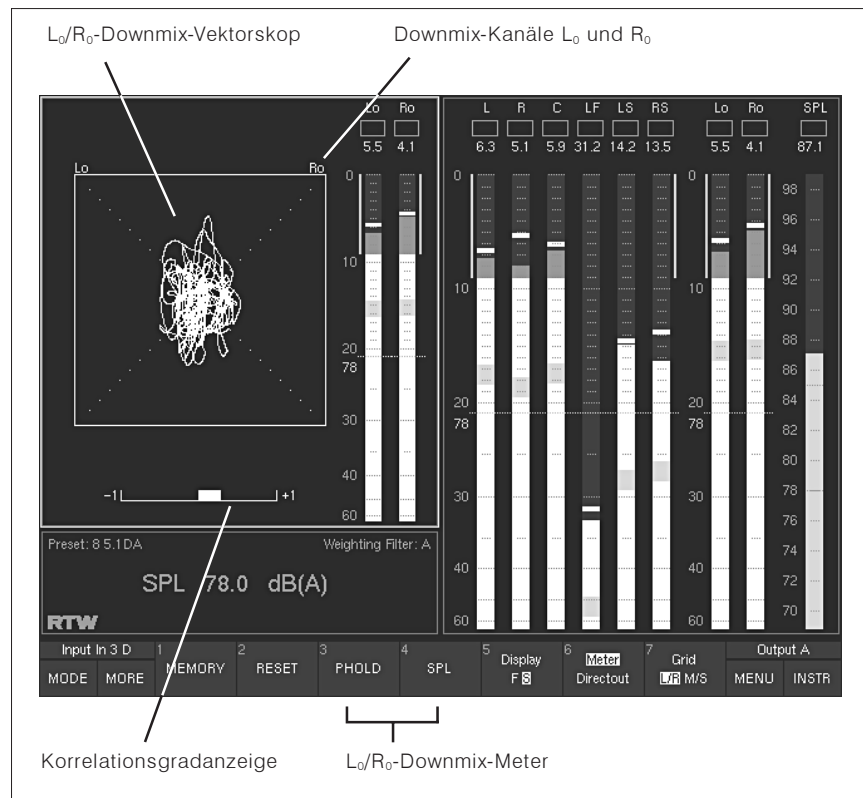 L₀/R₀-Downmix-Vektorskop
Downmix-Kanäle L₀ und R₀
Lo Ro
5.5 4.1
L R C LF LS RS Lo Ro SPL
6.3 5.1 5.9 31.2 14.2 13.5 5.5 4.1 87.1
Lo Ro
0
10
20
78
30
40
60
0
10
20
78
30
40
60
0
10
20
78
30
40
60
98
96
94
92
90
88
86
84
82
80
78
76
74
72
70
-1 +1
Preset: 8 5.1DA Weighting Filter: A
SPL 78.0 dB(A)
RTW
Input In 3 D
MODE MORE
1 MEMORY
2 RESET
3 PHOLD
4 SPL
5 Display
F S
6 Meter
Directout
7 Grid
L/R M/S
Output A
MENU INSTR
Korrelationsgradanzeige
L₀/R₀-Downmix-Meter